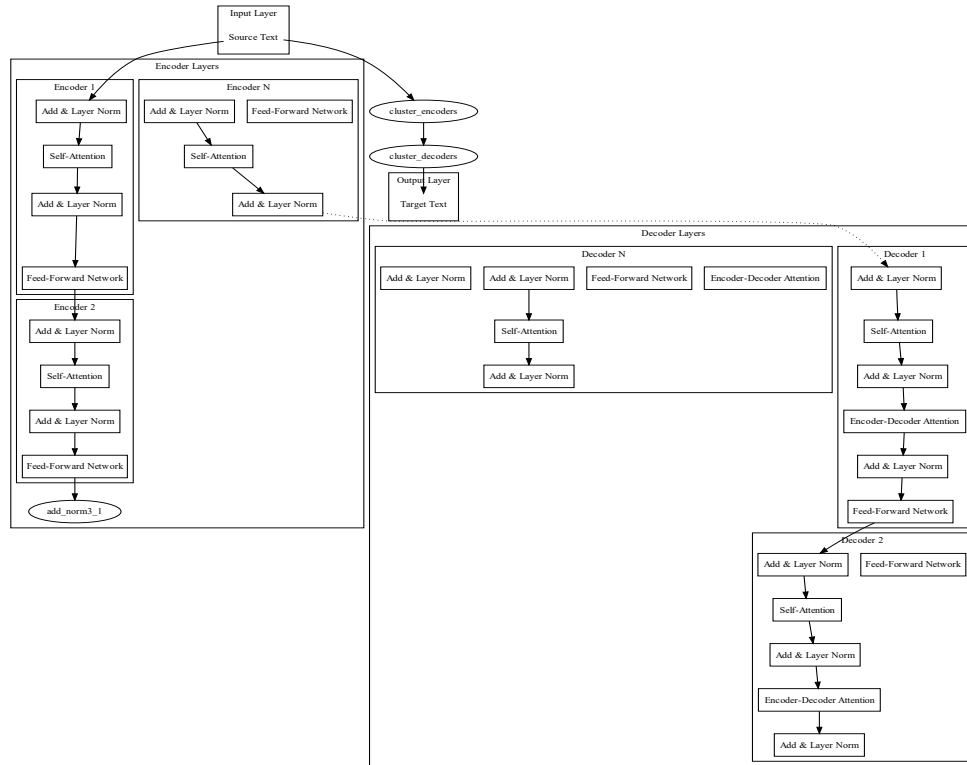 Input Layer
Source Text
Encoder Layers
Encoder 1
Add & Layer Norm
Self-Attention
Add & Layer Norm
Feed-Forward Network
Encoder 2
Add & Layer Norm
Self-Attention
Add & Layer Norm
Feed-Forward Network
add_norm3_1
Encoder N
Add & Layer Norm
Feed-Forward Network
Self-Attention
Add & Layer Norm
cluster_encoders
cluster_decoders
Output Layer
Target Text
Decoder Layers
Decoder N
Add & Layer Norm
Add & Layer Norm
Feed-Forward Network
Encoder-Decoder Attention
Self-Attention
Add & Layer Norm
Decoder 1
Add & Layer Norm
Self-Attention
Add & Layer Norm
Encoder-Decoder Attention
Add & Layer Norm
Feed-Forward Network
Decoder 2
Add & Layer Norm
Feed-Forward Network
Self-Attention
Add & Layer Norm
Encoder-Decoder Attention
Add & Layer Norm